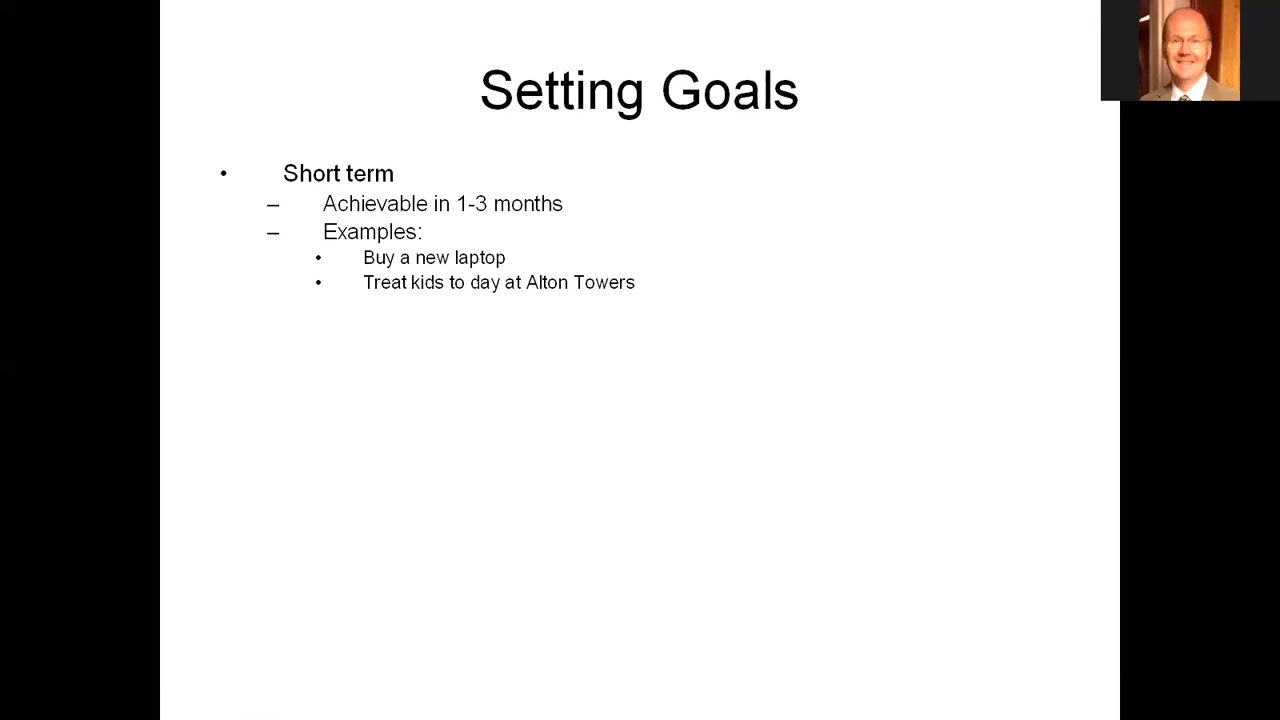 Setting Goals
• Short term
– Achievable in 1-3 months
– Examples:
• Buy a new laptop
• Treat kids to day at Alton Towers